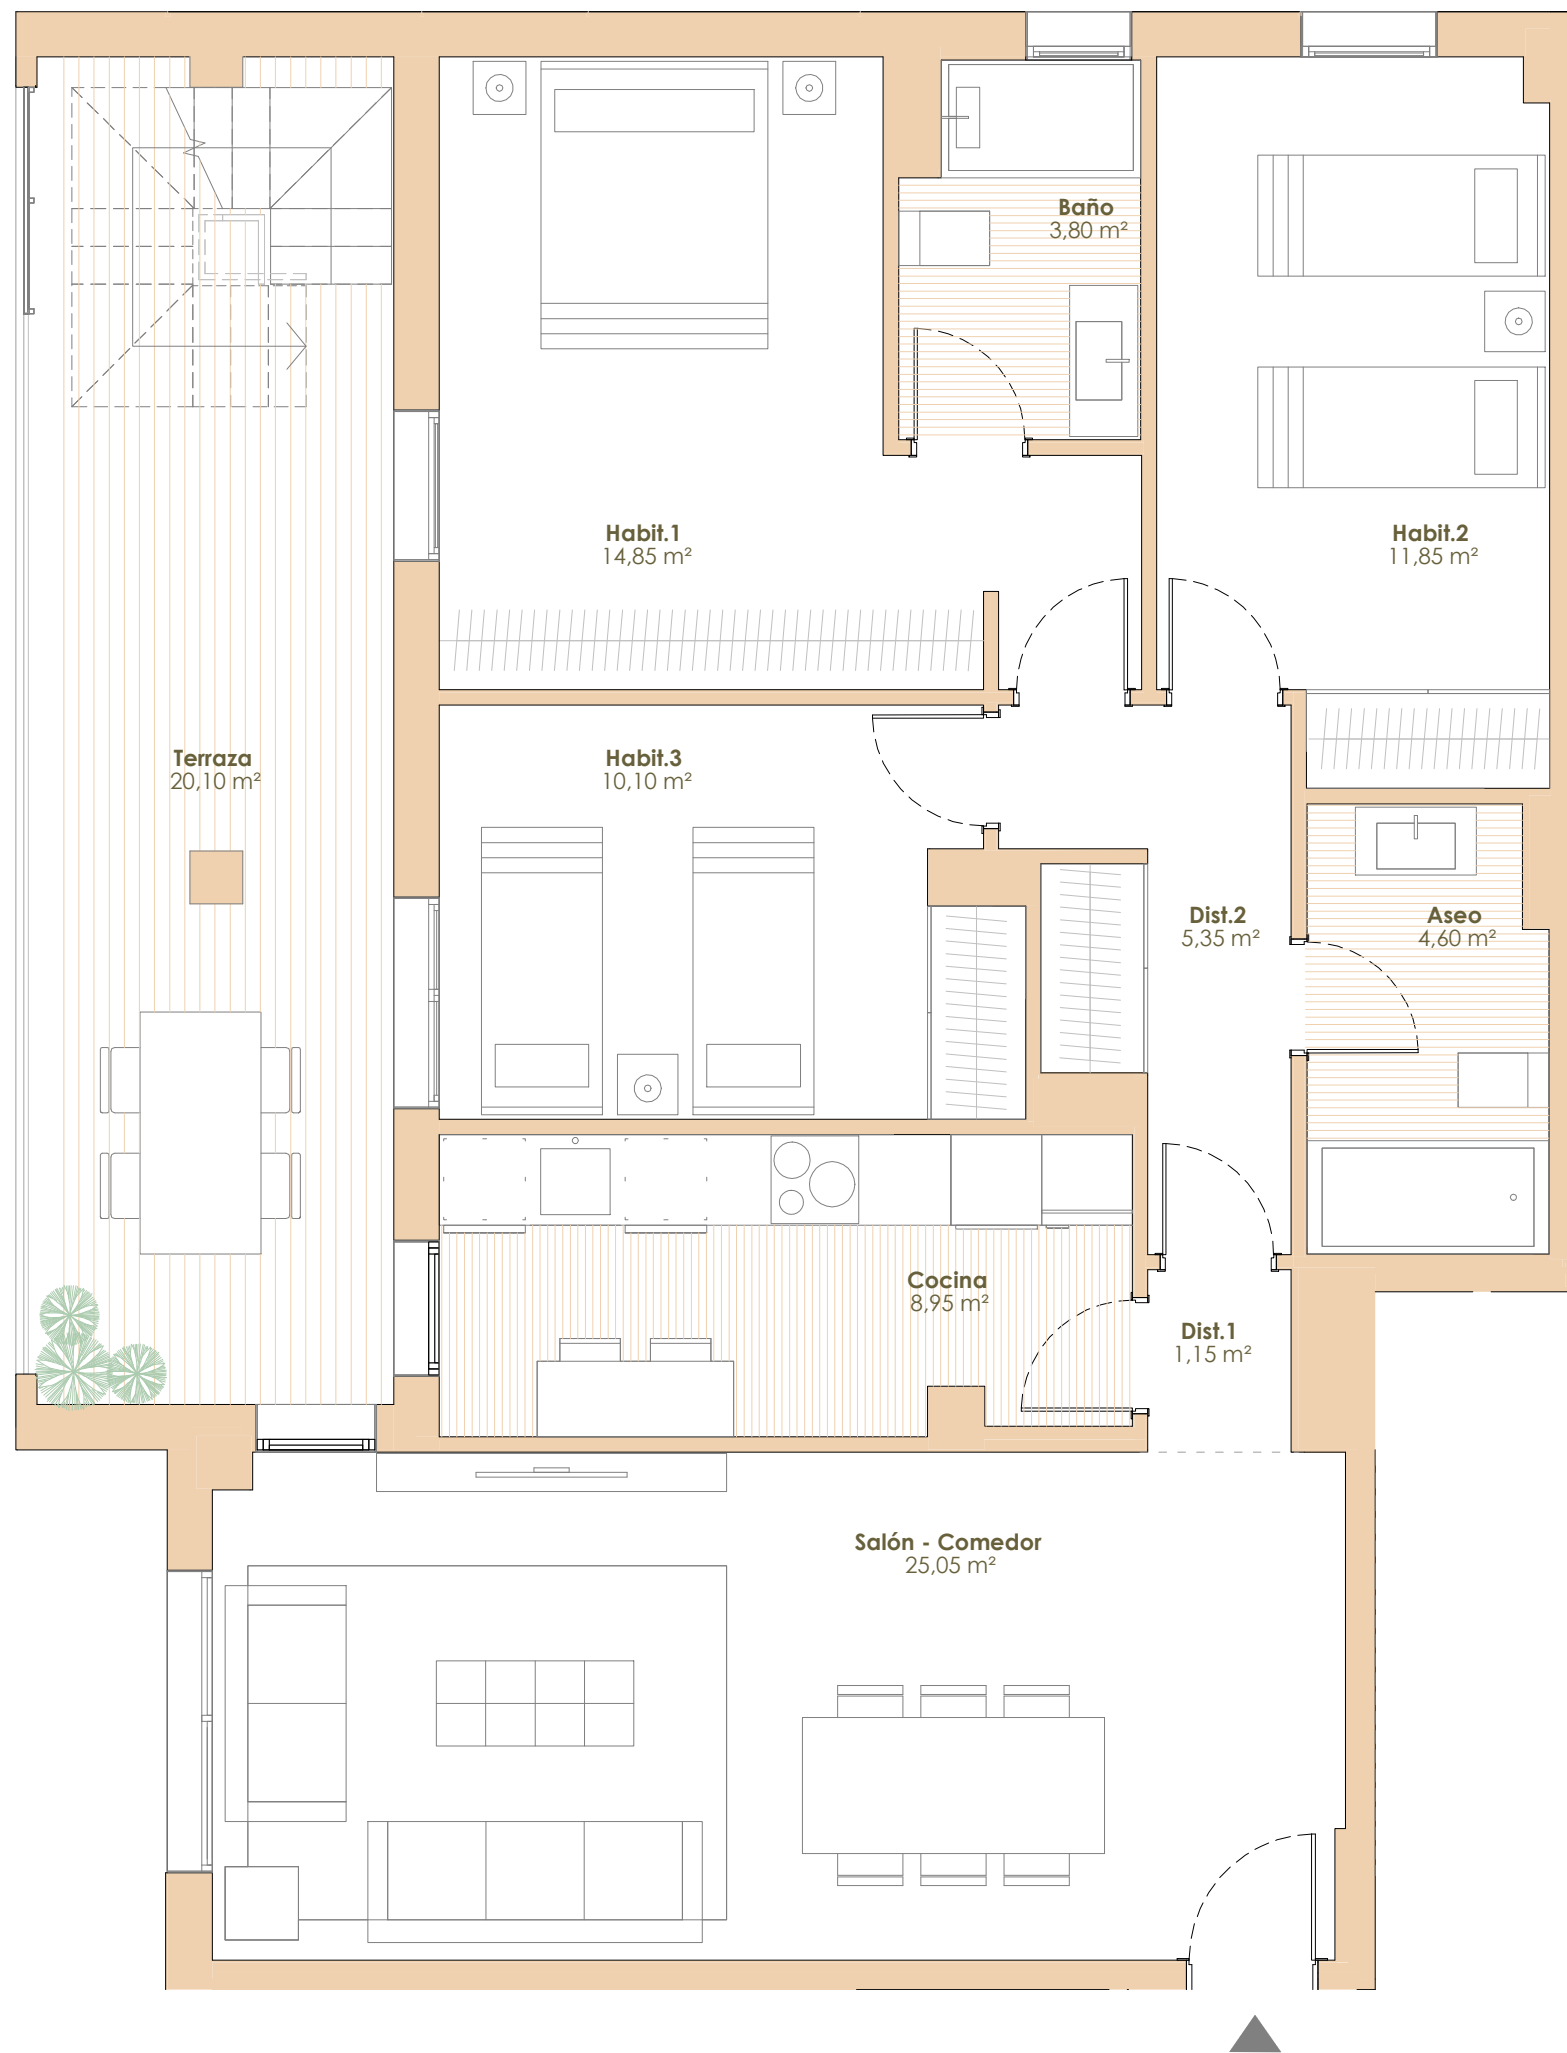 Baño
3,80 m²
Habit.1
14,85 m²
Habit.2
11,85 m²
Terraza
20,10 m²
Habit.3
10,10 m²
Dist.2
5,35 m²
Aseo
4,60 m²
Cocina
8,95 m²
Dist.1
1,15 m²
Salón - Comedor
25,05 m²